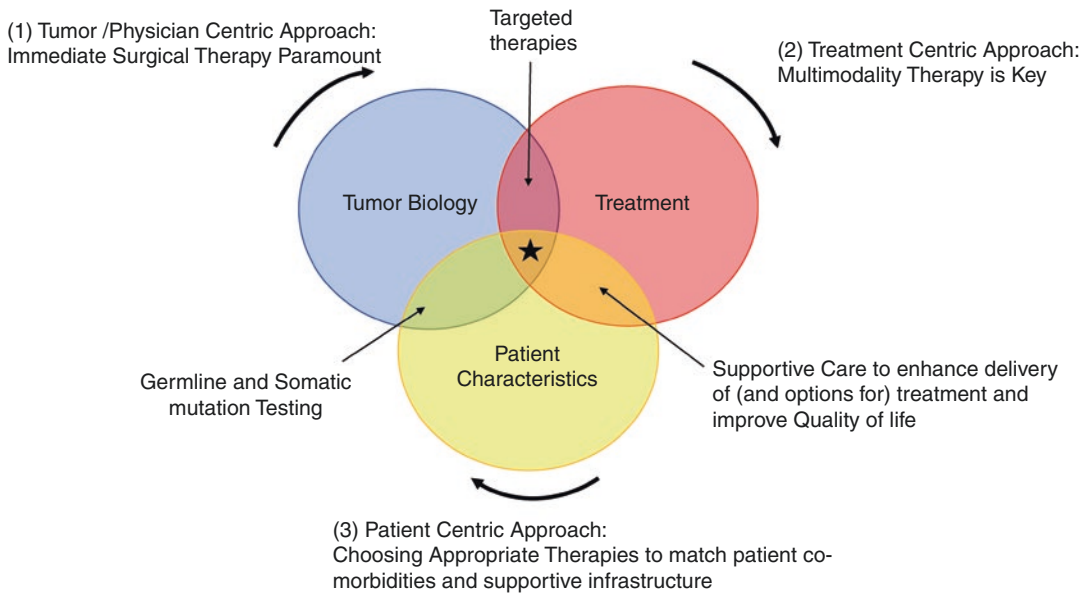 (1) Tumor /Physician Centric Approach:
Immediate Surgical Therapy Paramount
Targeted
therapies
(2) Treatment Centric Approach:
Multimodality Therapy is Key
Tumor Biology
Treatment
Patient
Characteristics
Germline and Somatic
mutation Testing
Supportive Care to enhance delivery
of (and options for) treatment and
improve Quality of life
(3) Patient Centric Approach:
Choosing Appropriate Therapies to match patient co-
morbidities and supportive infrastructure